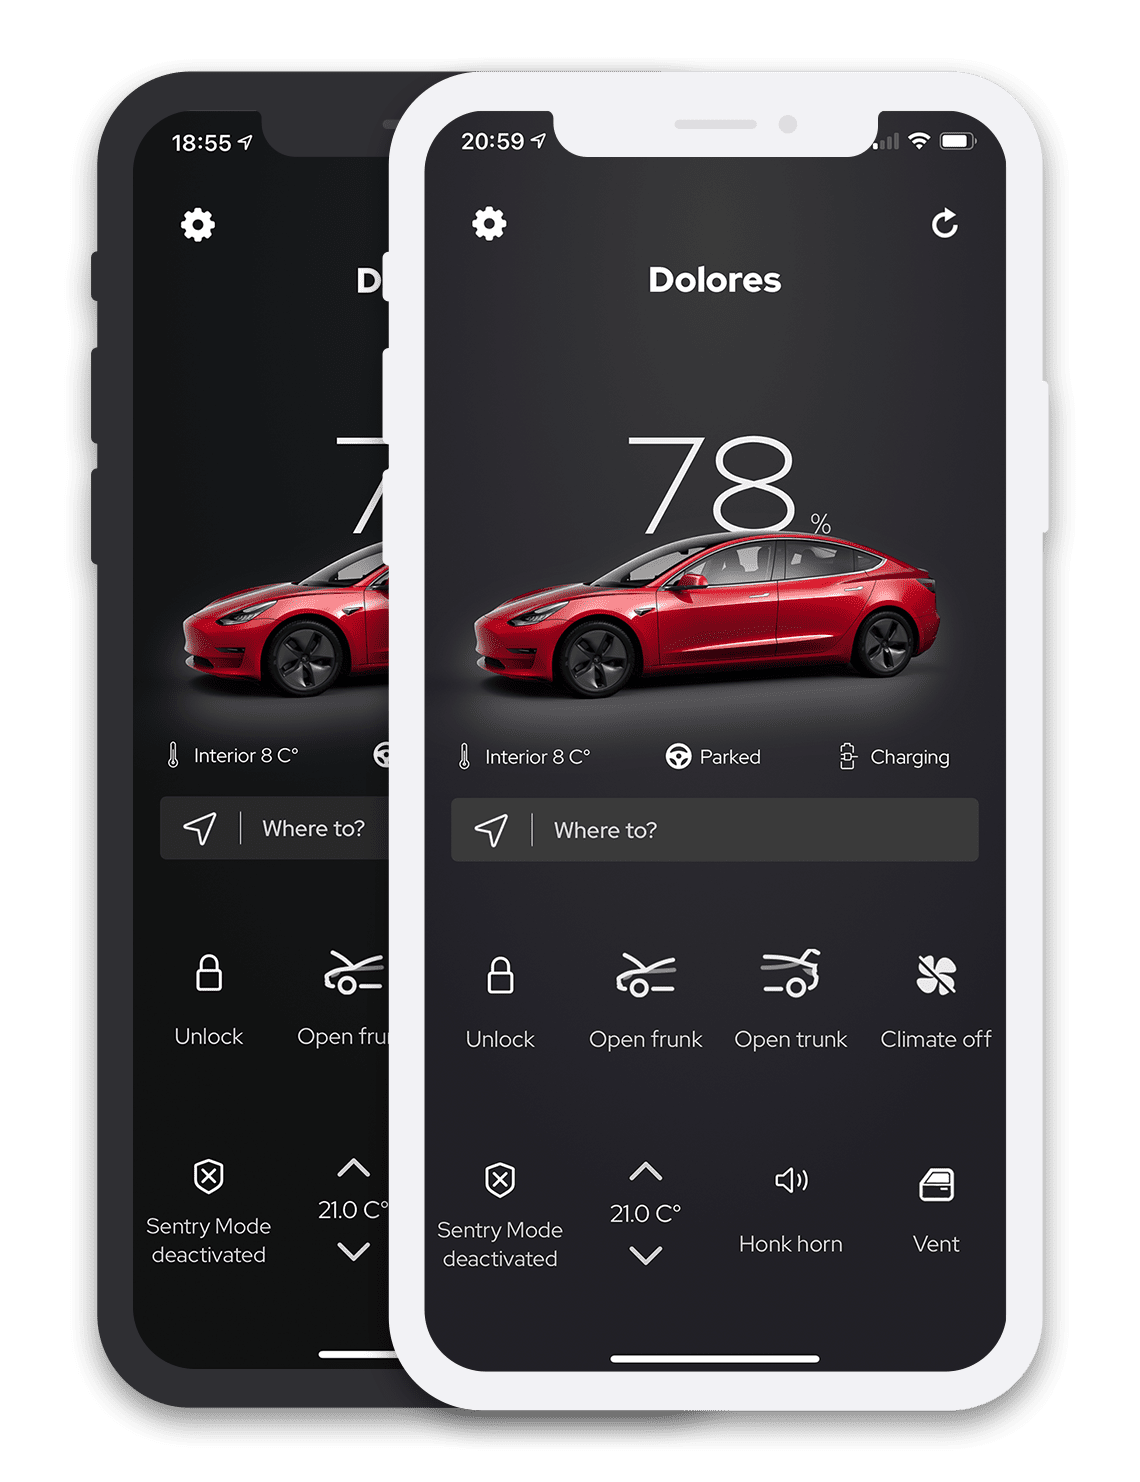 18:55
D
7
Interior 8 C°
Where to?
Unlock
Open fru
Sentry Mode
deactivated
21.0 C°
20:59
Dolores
78 %
Interior 8 C°
Parked
Charging
Where to?
Unlock
Open frunk
Open trunk
Climate off
Sentry Mode
deactivated
21.0 C°
Honk horn
Vent